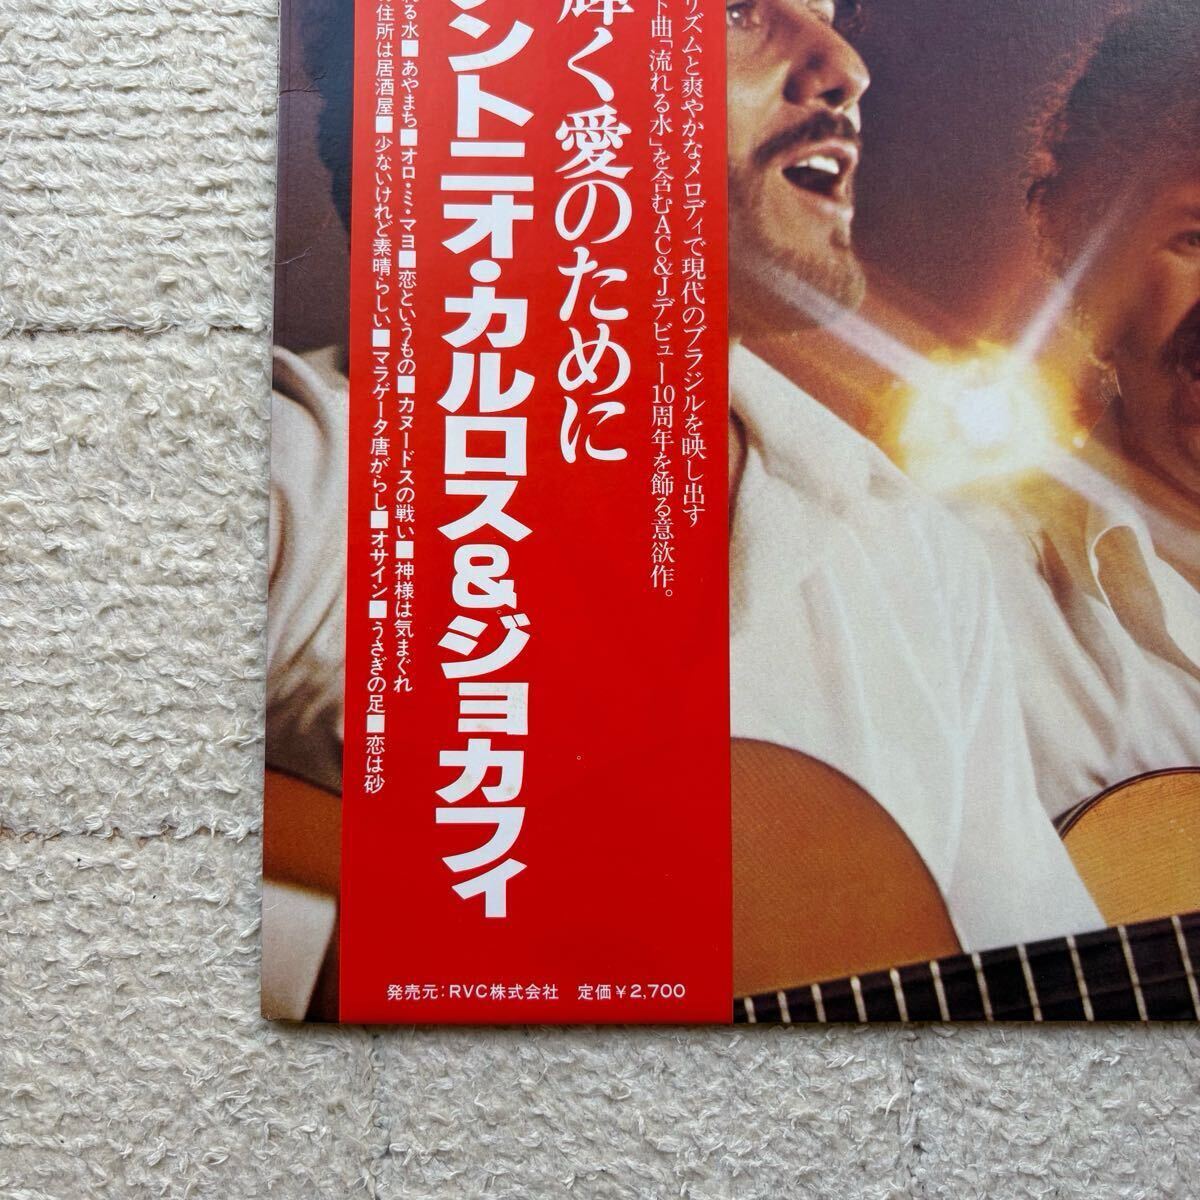 リズムと爽やかなメロディで現代のブラジルを映し出す
ト曲「流れる水」を含むAC&Jデビュー10周年を飾る意欲作。
輝く愛のために
ントニオ・カルロス&ジョカフィ
れる水■あやまち■オロ・ミ・マヨ■恋というもの■カヌードスの戦い■神様は気まぐれ
住所は居酒屋■少ないけれど素晴らしい■マラゲータ唐がらし■オサイン■うさぎの足■恋は砂
発売元：RVC株式会社 定価￥2,700